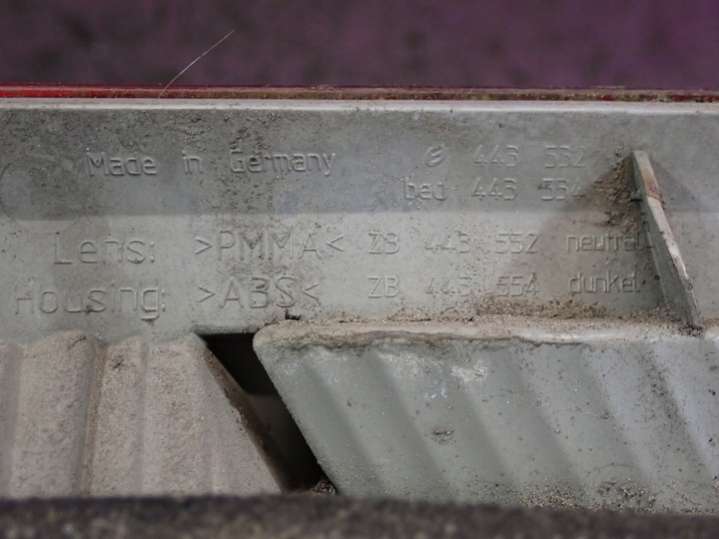 Made in Germany 443 552
443 554
Lens: >PMMA< ZB 443 552 neutral
Housing: >ABS< ZB 443 554 dunkel